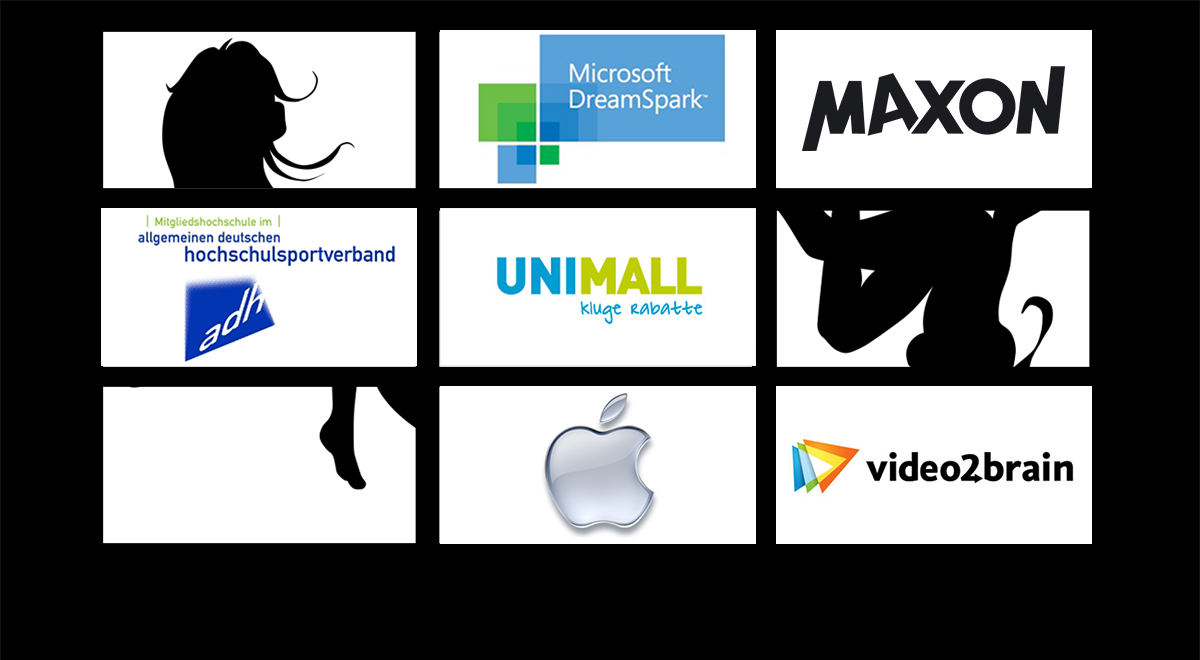 Microsoft
DreamSpark™
MAXON
| Mitgliedshochschule im |
allgemeinen deutschen
hochschulsportverband
adh
UNIMALL
kluge Rabatte
video2brain